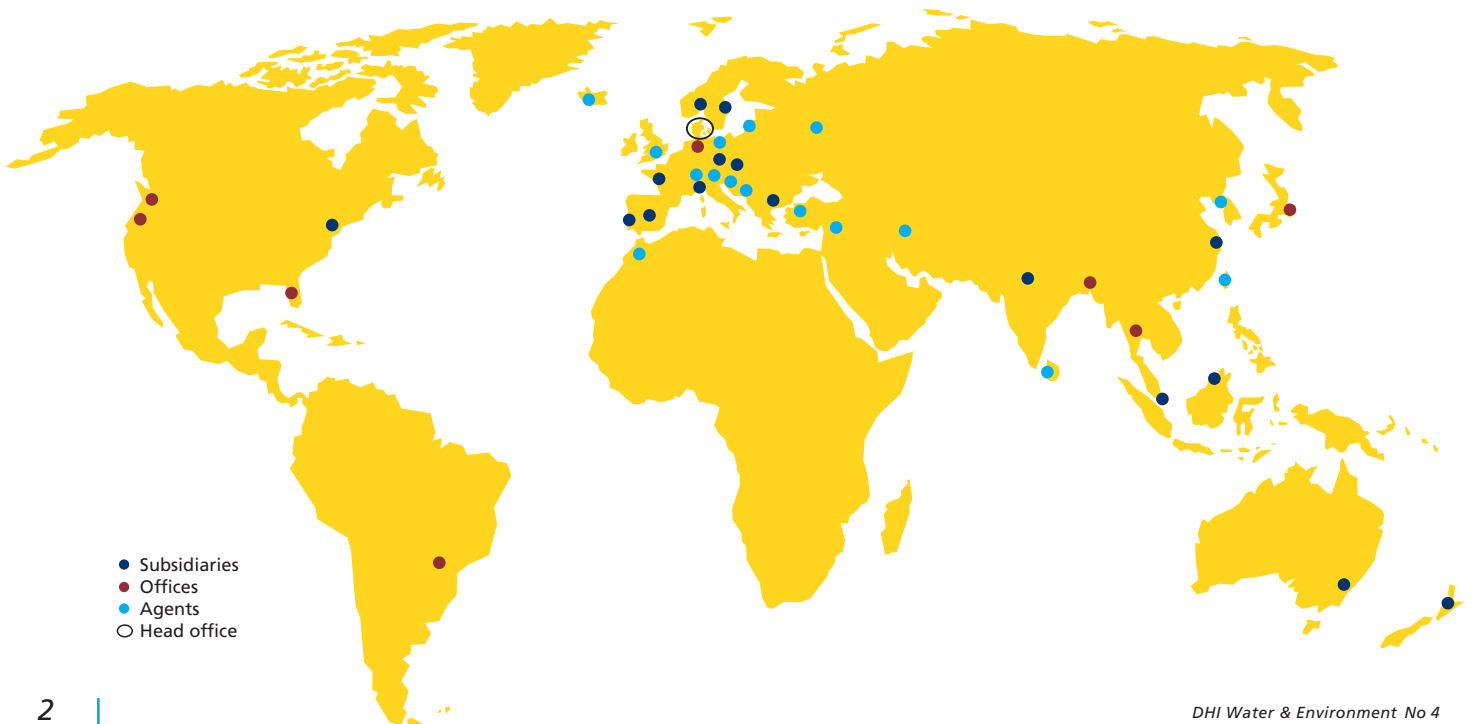 Subsidiaries
Offices
Agents
Head office
2
DHI Water & Environment No 4